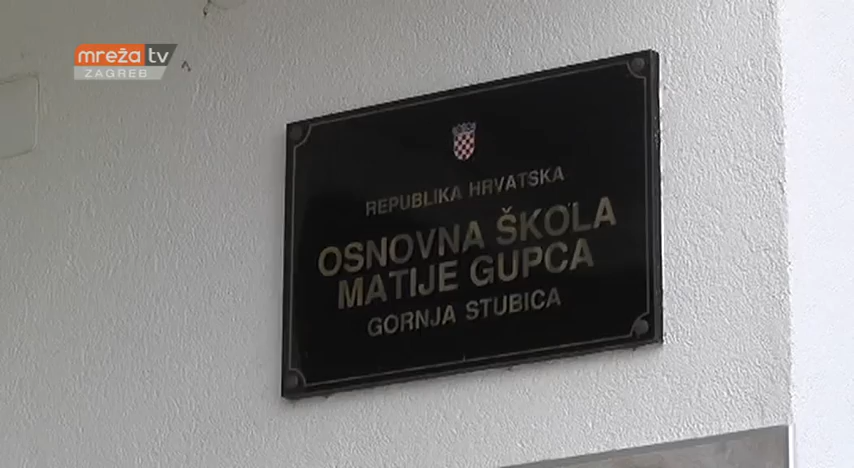 mreža tv
ZAGREB
REPUBLIKA HRVATSKA
OSNOVNA ŠKOLA
MATIJE GUPCA
GORNJA STUBICA